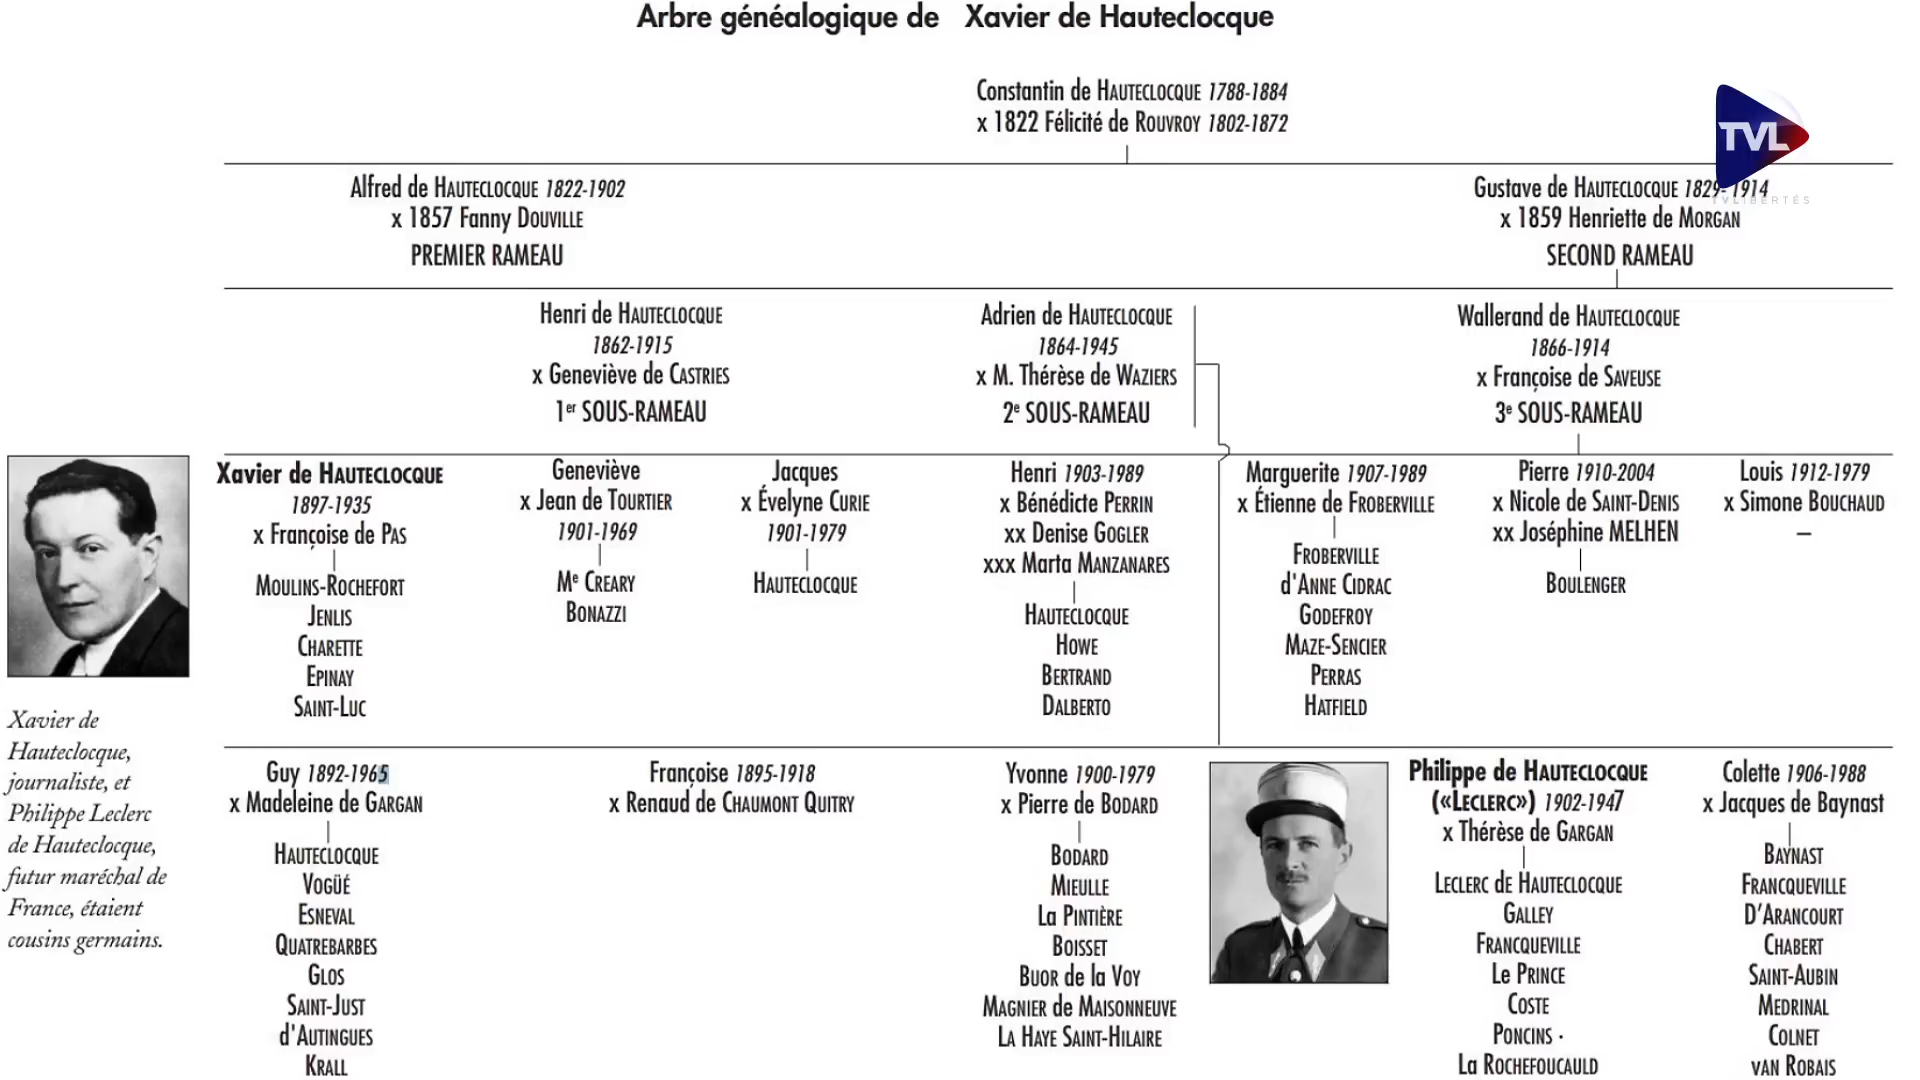 Arbre généalogique de Xavier de Hauteclocque
Constantin de HAUTECLOCQUE 1788-1884
x 1822 Félicité de ROUVROY 1802-1872
TVL
TVLIBERTÉS
Alfred de HAUTECLOCQUE 1822-1902
x 1857 Fanny DOUVILLE
PREMIER RAMEAU
Gustave de HAUTECLOCQUE 1829-1914
x 1859 Henriette de MORGAN
SECOND RAMEAU
Henri de HAUTECLOCQUE
1862-1915
x Geneviève de CASTRIES
1er SOUS-RAMEAU
Adrien de HAUTECLOCQUE
1864-1945
x M. Thérèse de WAZIERS
2e SOUS-RAMEAU
Wallerand de HAUTECLOCQUE
1866-1914
x Françoise de SAVEUSE
3e SOUS-RAMEAU
Xavier de HAUTECLOCQUE
1897-1935
x Françoise de PAS
MOULINS-ROCHEFORT
JENLIS
CHARETTE
EPINAY
SAINT-LUC
Geneviève
x Jean de TOURTIER
1901-1969
Me CREARY
BONAZZI
Jacques
x Évelyne CURIE
1901-1979
HAUTECLOCQUE
Henri 1903-1989
x Bénédicte PERRIN
xx Denise GOGLER
xxx Marta MANZANARES
HAUTECLOCQUE
HOWE
BERTRAND
DALBERTO
Marguerite 1907-1989
x Étienne de FROBERVILLE
FROBERVILLE
d'ANNE CIDRAC
GODEFROY
MAZE-SENCIER
PERRAS
HATFIELD
Pierre 1910-2004
x Nicole de SAINT-DENIS
xx Joséphine MELHEN
BOULENGER
Louis 1912-1979
x Simone BOUCHAUD
–
Xavier de
Hauteclocque,
journaliste, et
Philippe Leclerc
de Hauteclocque,
futur maréchal de
France, étaient
cousins germains.
Guy 1892-1965
x Madeleine de GARGAN
HAUTECLOCQUE
VOGÜÉ
ESNEVAL
QUATREBARBES
GLOS
SAINT-JUST
d'AUTINGUES
KRALL
Françoise 1895-1918
x Renaud de CHAUMONT QUITRY
Yvonne 1900-1979
x Pierre de BODARD
BODARD
MIEULLE
La PINTIÈRE
BOISSET
BUOR de la VOY
MAGNIER de MAISONNEUVE
LA HAYE SAINT-HILAIRE
Philippe de HAUTECLOCQUE
(«LECLERC») 1902-1947
x Thérèse de GARGAN
LECLERC de HAUTECLOCQUE
GALLEY
FRANCQUEVILLE
Le PRINCE
COSTE
PONCINS ·
La ROCHEFOUCAULD
Colette 1906-1988
x Jacques de Baynast
BAYNAST
FRANCQUEVILLE
D'ARANCOURT
CHABERT
SAINT-AUBIN
MEDRINAL
COLNET
VAN ROBAIS